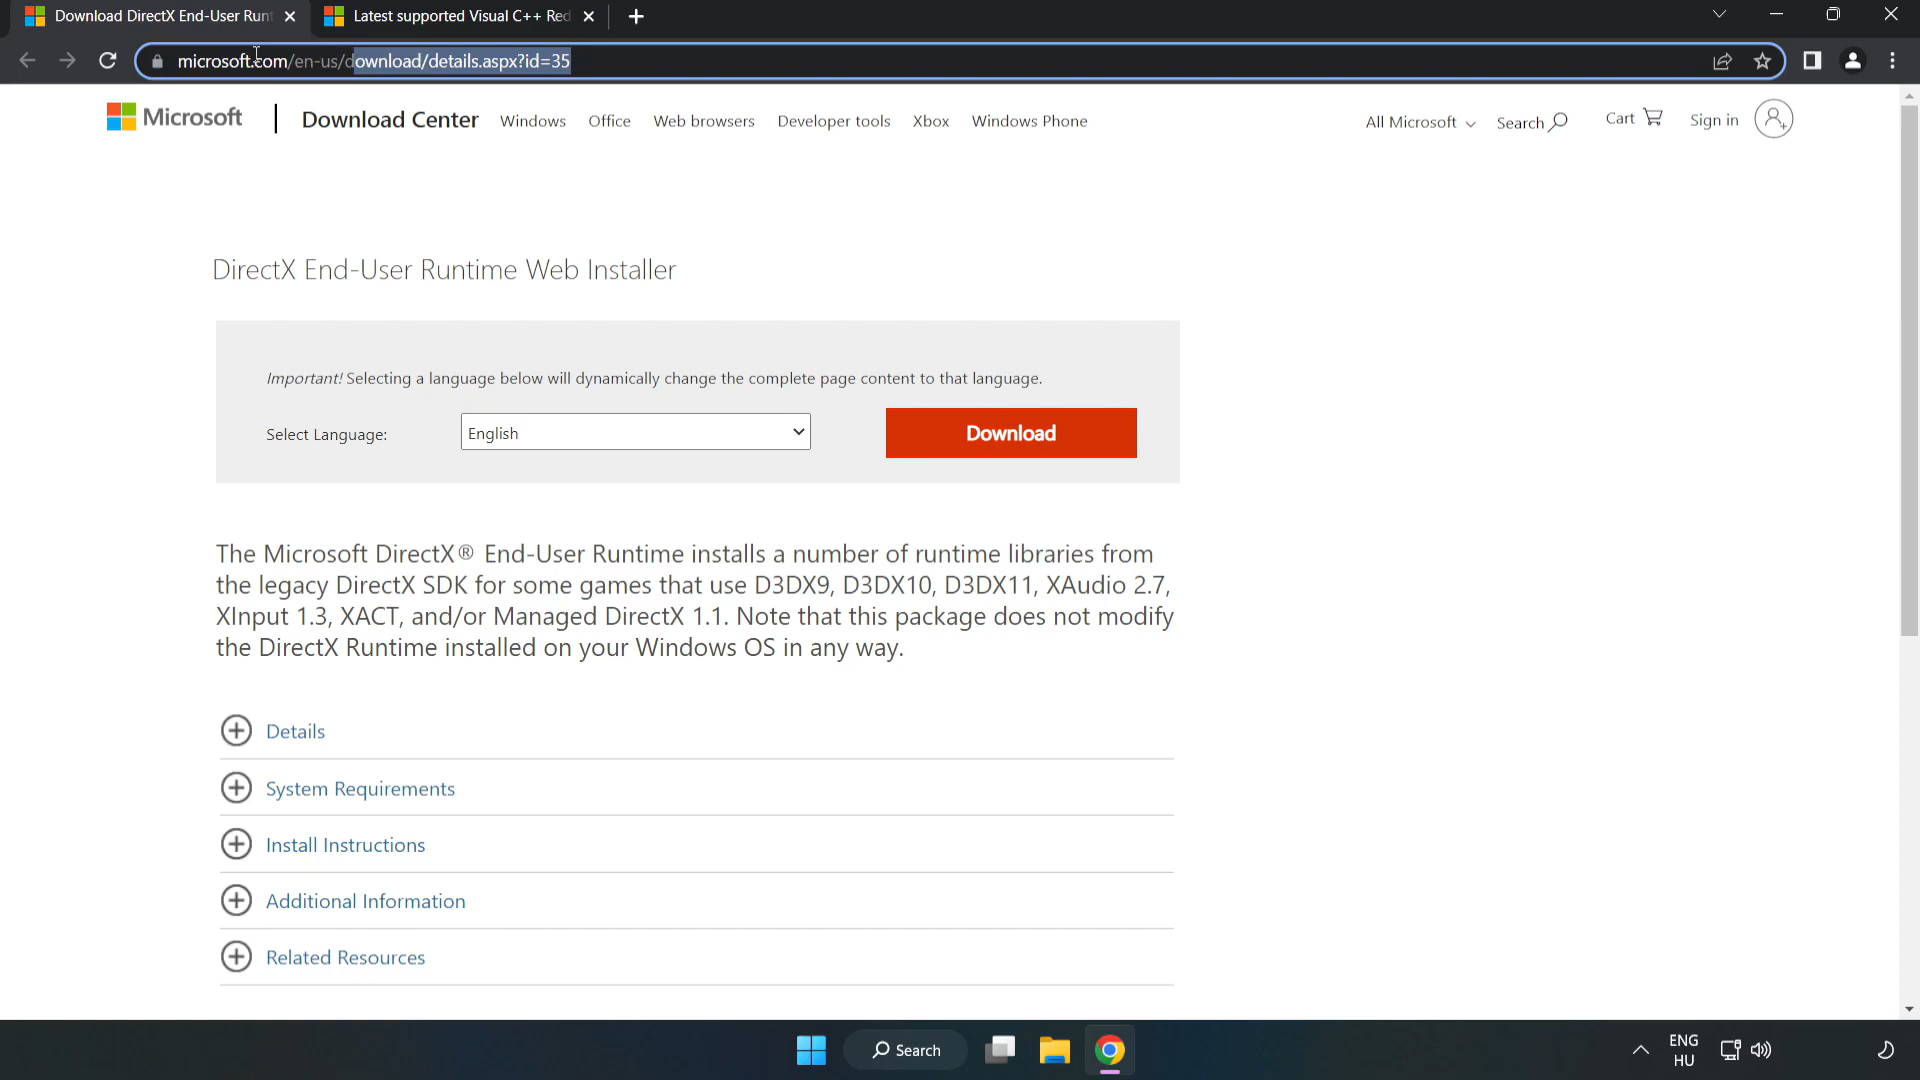 Download DirectX End-User Runt
Latest supported Visual C++ Red
microsoft.com/en-us/download/details.aspx?id=35
Microsoft
Download Center
Windows
Office
Web browsers
Developer tools
Xbox
Windows Phone
All Microsoft
Search
Cart
Sign in
DirectX End-User Runtime Web Installer
Important! Selecting a language below will dynamically change the complete page content to that language.
Select Language:
English
Download
The Microsoft DirectX® End-User Runtime installs a number of runtime libraries from
the legacy DirectX SDK for some games that use D3DX9, D3DX10, D3DX11, XAudio 2.7,
XInput 1.3, XACT, and/or Managed DirectX 1.1. Note that this package does not modify
the DirectX Runtime installed on your Windows OS in any way.
Details
System Requirements
Install Instructions
Additional Information
Related Resources
Search
ENG
HU